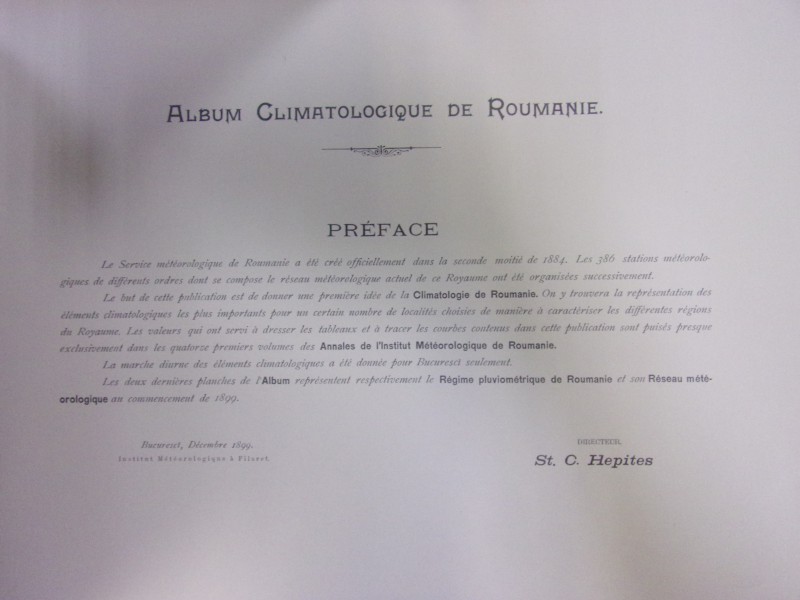 ALBUM CLIMATOLOGIQUE DE ROUMANIE.
PRÉFACE
Le Service météorologique de Roumanie a été créé officiellement dans la seconde moitié de 1884. Les 386 stations météorolo-
giques de différents ordres dont se compose le réseau météorologique actuel de ce Royaume ont été organisées successivement.
Le but de cette publication est de donner une première idée de la Climatologie de Roumanie. On y trouvera la représentation des
éléments climatologiques les plus importants pour un certain nombre de localités choisies de manière à caractériser les différentes régions
du Royaume. Les valeurs qui ont servi à dresser les tableaux et à tracer les courbes contenus dans cette publication sont puisés presque
exclusivement dans les quatorze premiers volumes des Annales de l'Institut Météorologique de Roumanie.
La marche diurne des éléments climatologiques a été donnée pour Bucuresci seulement.
Les deux dernières planches de l'Album représentent respectivement le Régime pluviométrique de Roumanie et son Réseau mété-
orologique au commencement de 1899.
Bucuresci, Décembre 1899.
Institut Météorologique à Filaret.
DIRECTEUR,
St. C. Hepites